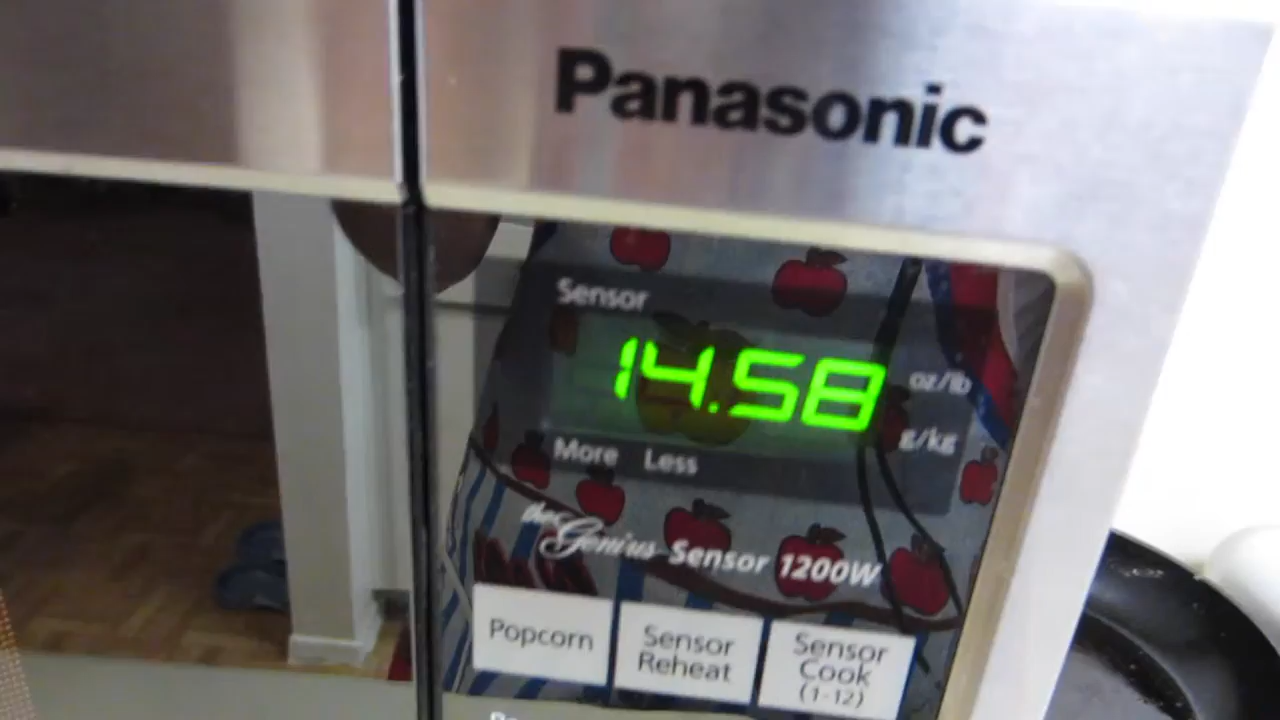 Panasonic
Sensor
14.58
oz/lb
g/kg
More Less
the Genius Sensor 1200W
Popcorn
Sensor Reheat
Sensor Cook (1-12)